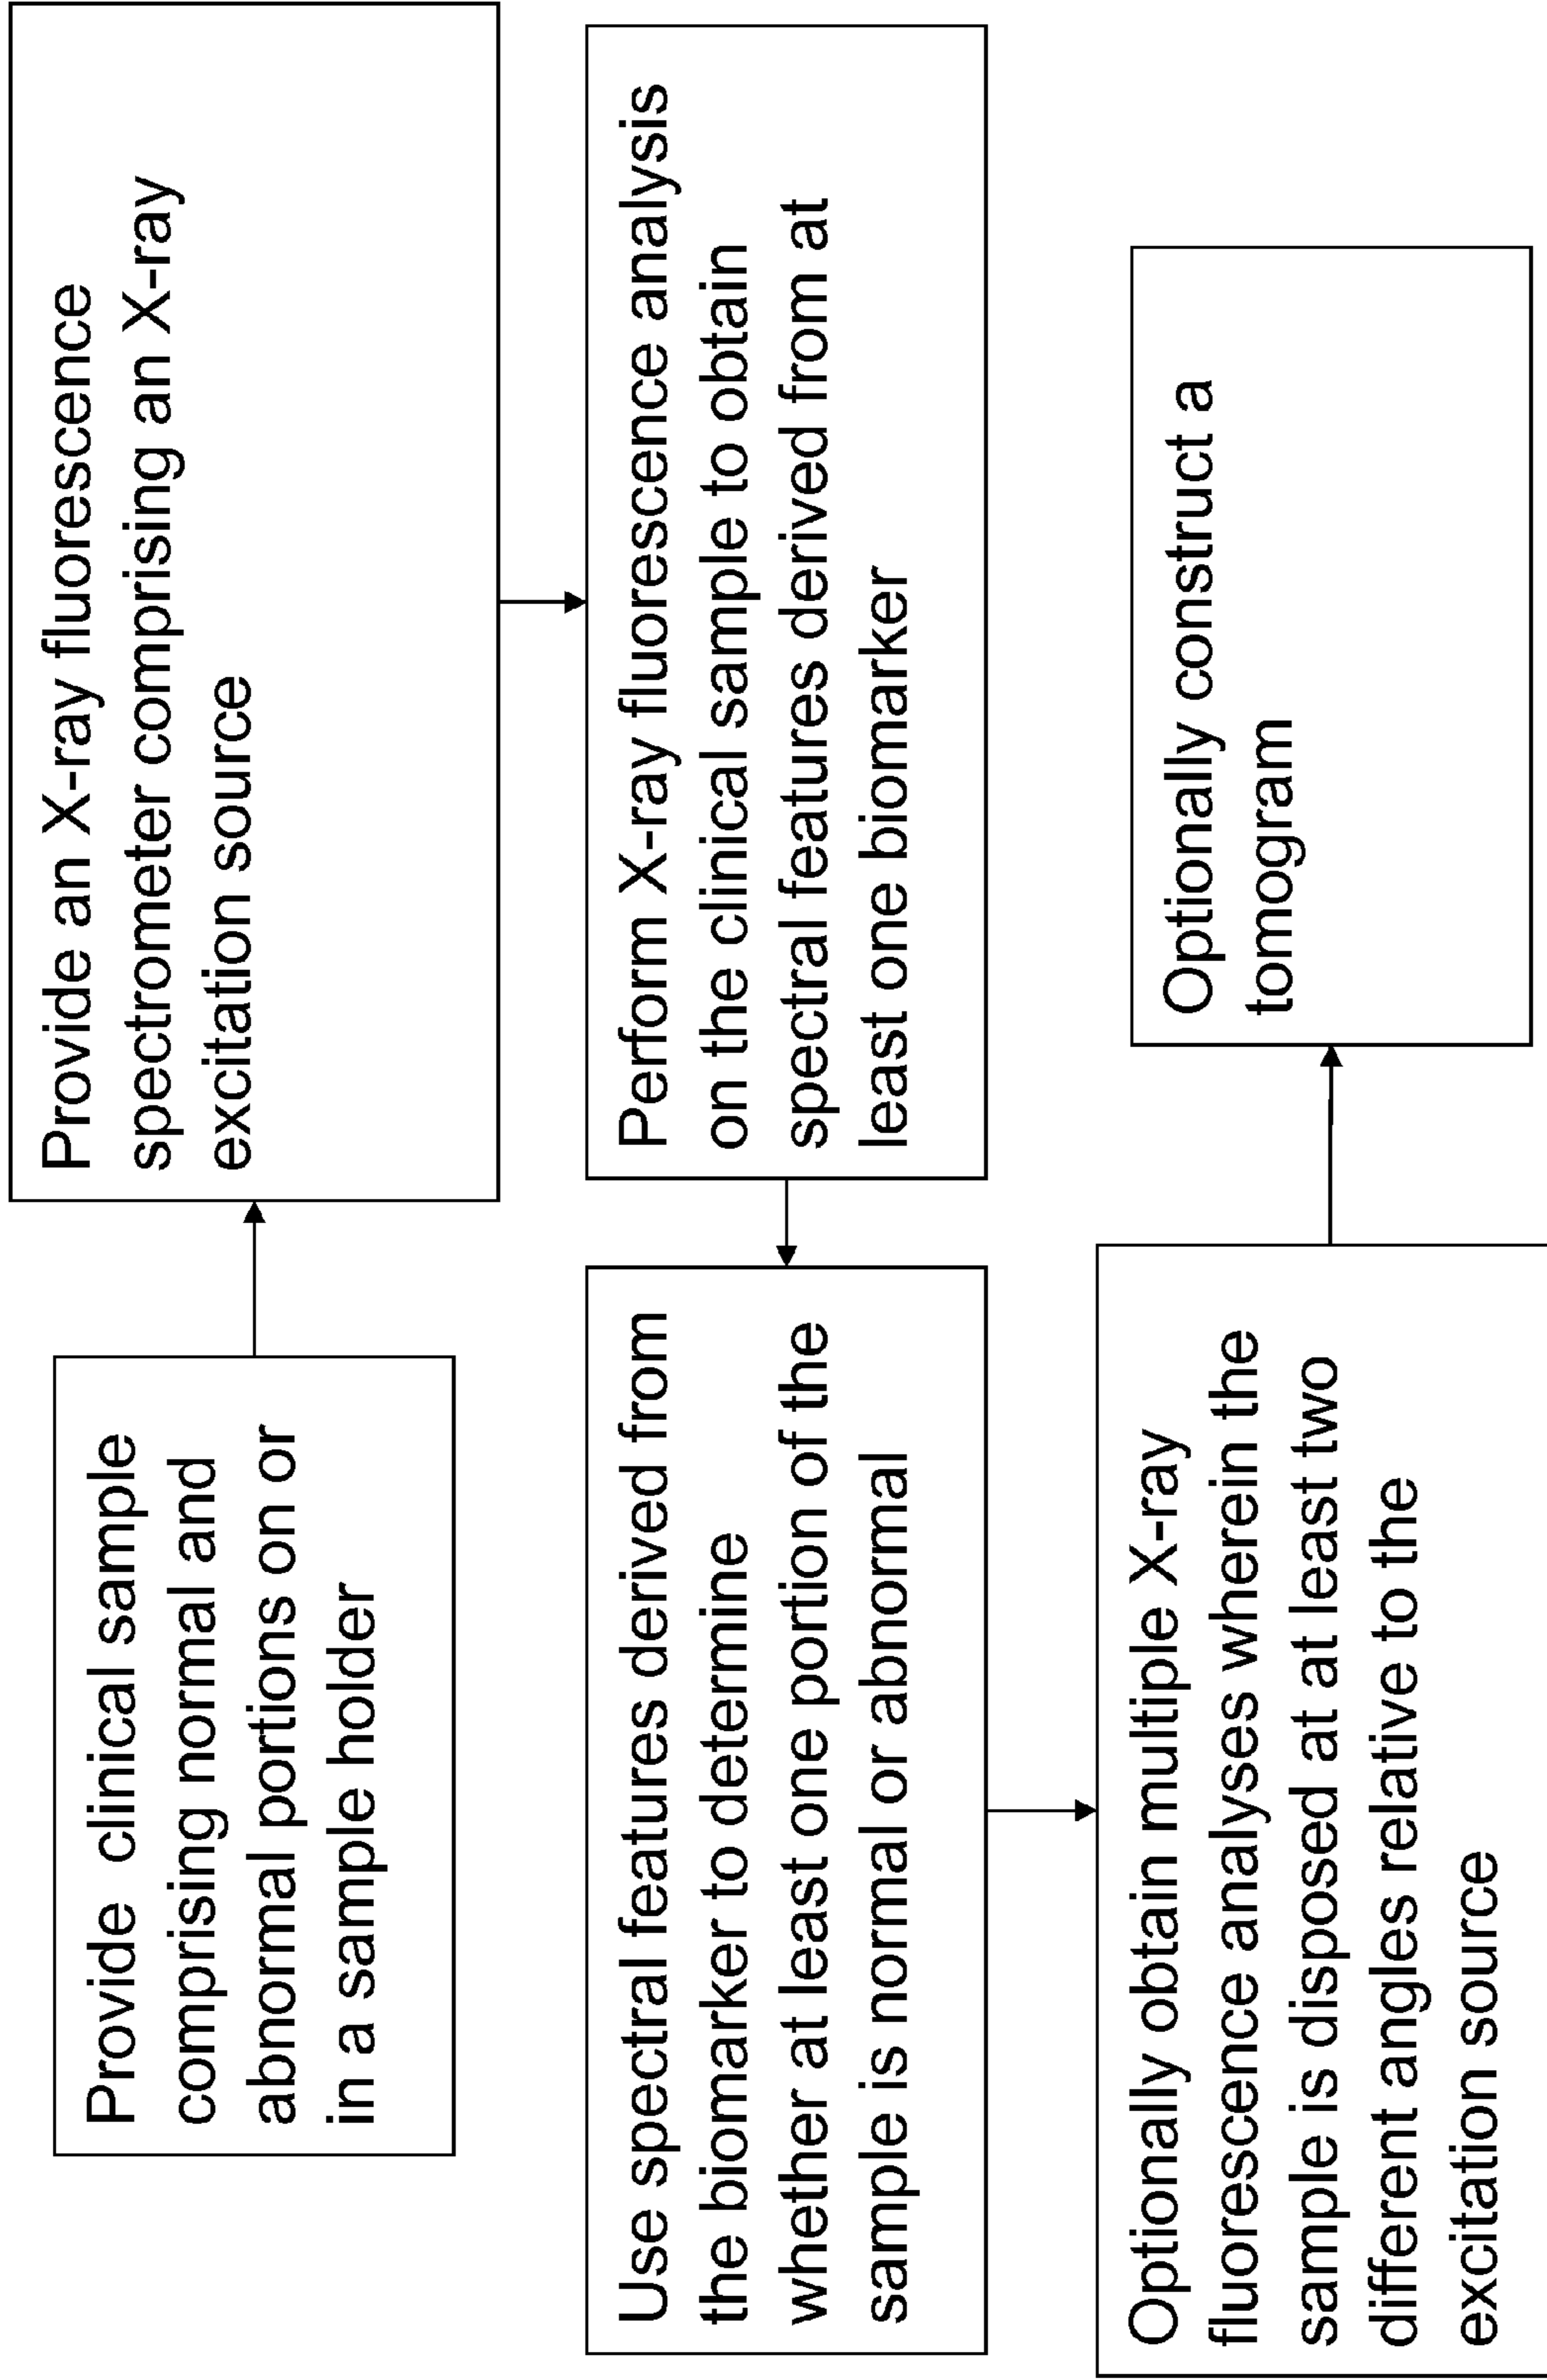 Provide  clinical sample
comprising normal and
abnormal portions on or
in a sample holder
Provide an X-ray fluorescence
spectrometer comprising an X-ray
excitation source
Perform X-ray fluorescence analysis
on the clinical sample to obtain
spectral features derived from at
least one biomarker
Use spectral features derived from
the biomarker to determine
whether at least one portion of the
sample is normal or abnormal
Optionally obtain multiple X-ray
fluorescence analyses wherein the
sample is disposed at at least two
different angles relative to the
excitation source
Optionally construct a
tomogram